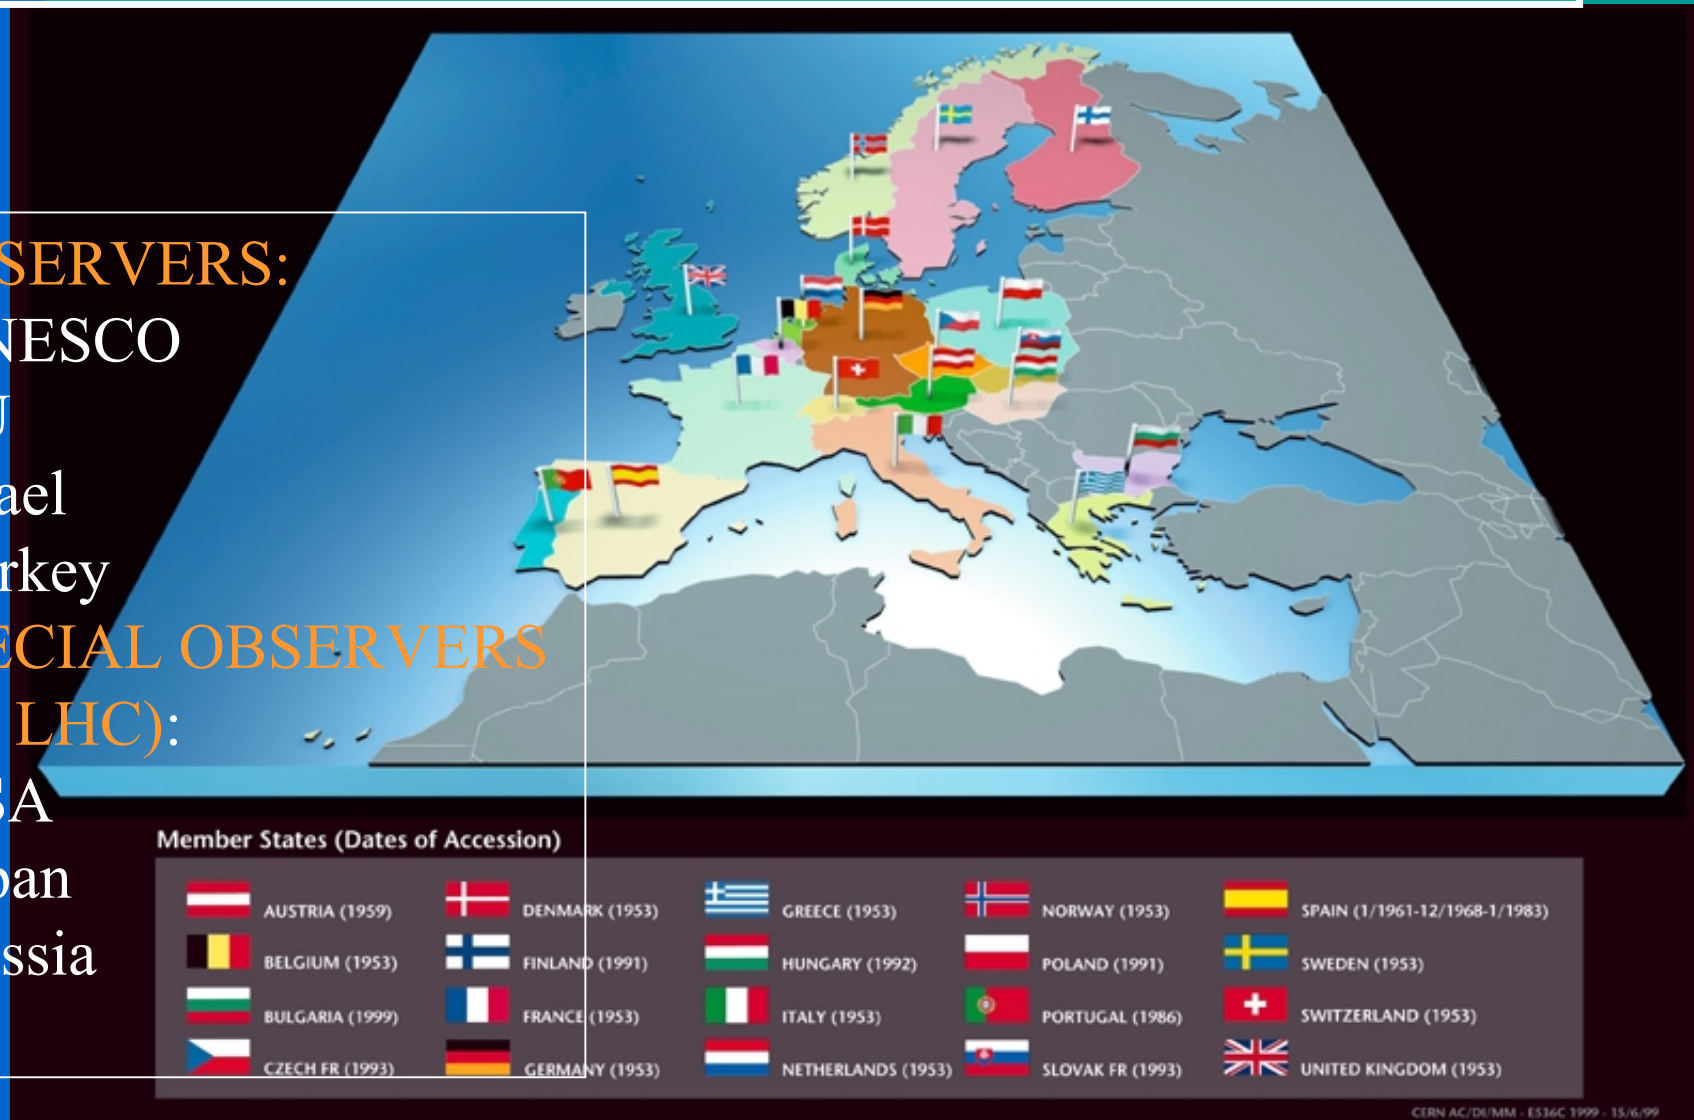 SERVERS:
NESCO
U
ael
rkey
ECIAL OBSERVERS
LHC):
SA
pan
ssia
Member States (Dates of Accession)
AUSTRIA (1959)
DENMARK (1953)
GREECE (1953)
NORWAY (1953)
SPAIN (1/1961-12/1968-1/1983)
BELGIUM (1953)
FINLAND (1991)
HUNGARY (1992)
POLAND (1991)
SWEDEN (1953)
BULGARIA (1999)
FRANCE (1953)
ITALY (1953)
PORTUGAL (1986)
SWITZERLAND (1953)
CZECH FR (1993)
GERMANY (1953)
NETHERLANDS (1953)
SLOVAK FR (1993)
UNITED KINGDOM (1953)
CERN AC/DI/MM - E536C 1999 - 15/6/99